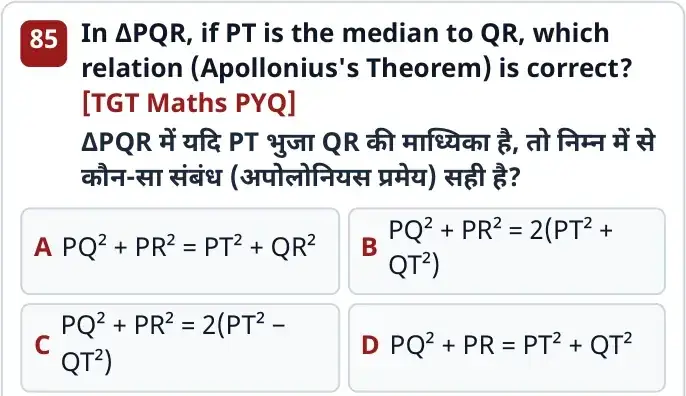 85 In ΔPQR, if PT is the median to QR, which
relation (Apollonius's Theorem) is correct?
[TGT Maths PYQ]
ΔPQR में यदि PT भुजा QR की माध्यिका है, तो निम्न में से
कौन-सा संबंध (अपोलोनियस प्रमेय) सही है?
A PQ² + PR² = PT² + QR²
B PQ² + PR² = 2(PT² +
QT²)
C PQ² + PR² = 2(PT² −
QT²)
D PQ² + PR = PT² + QT²